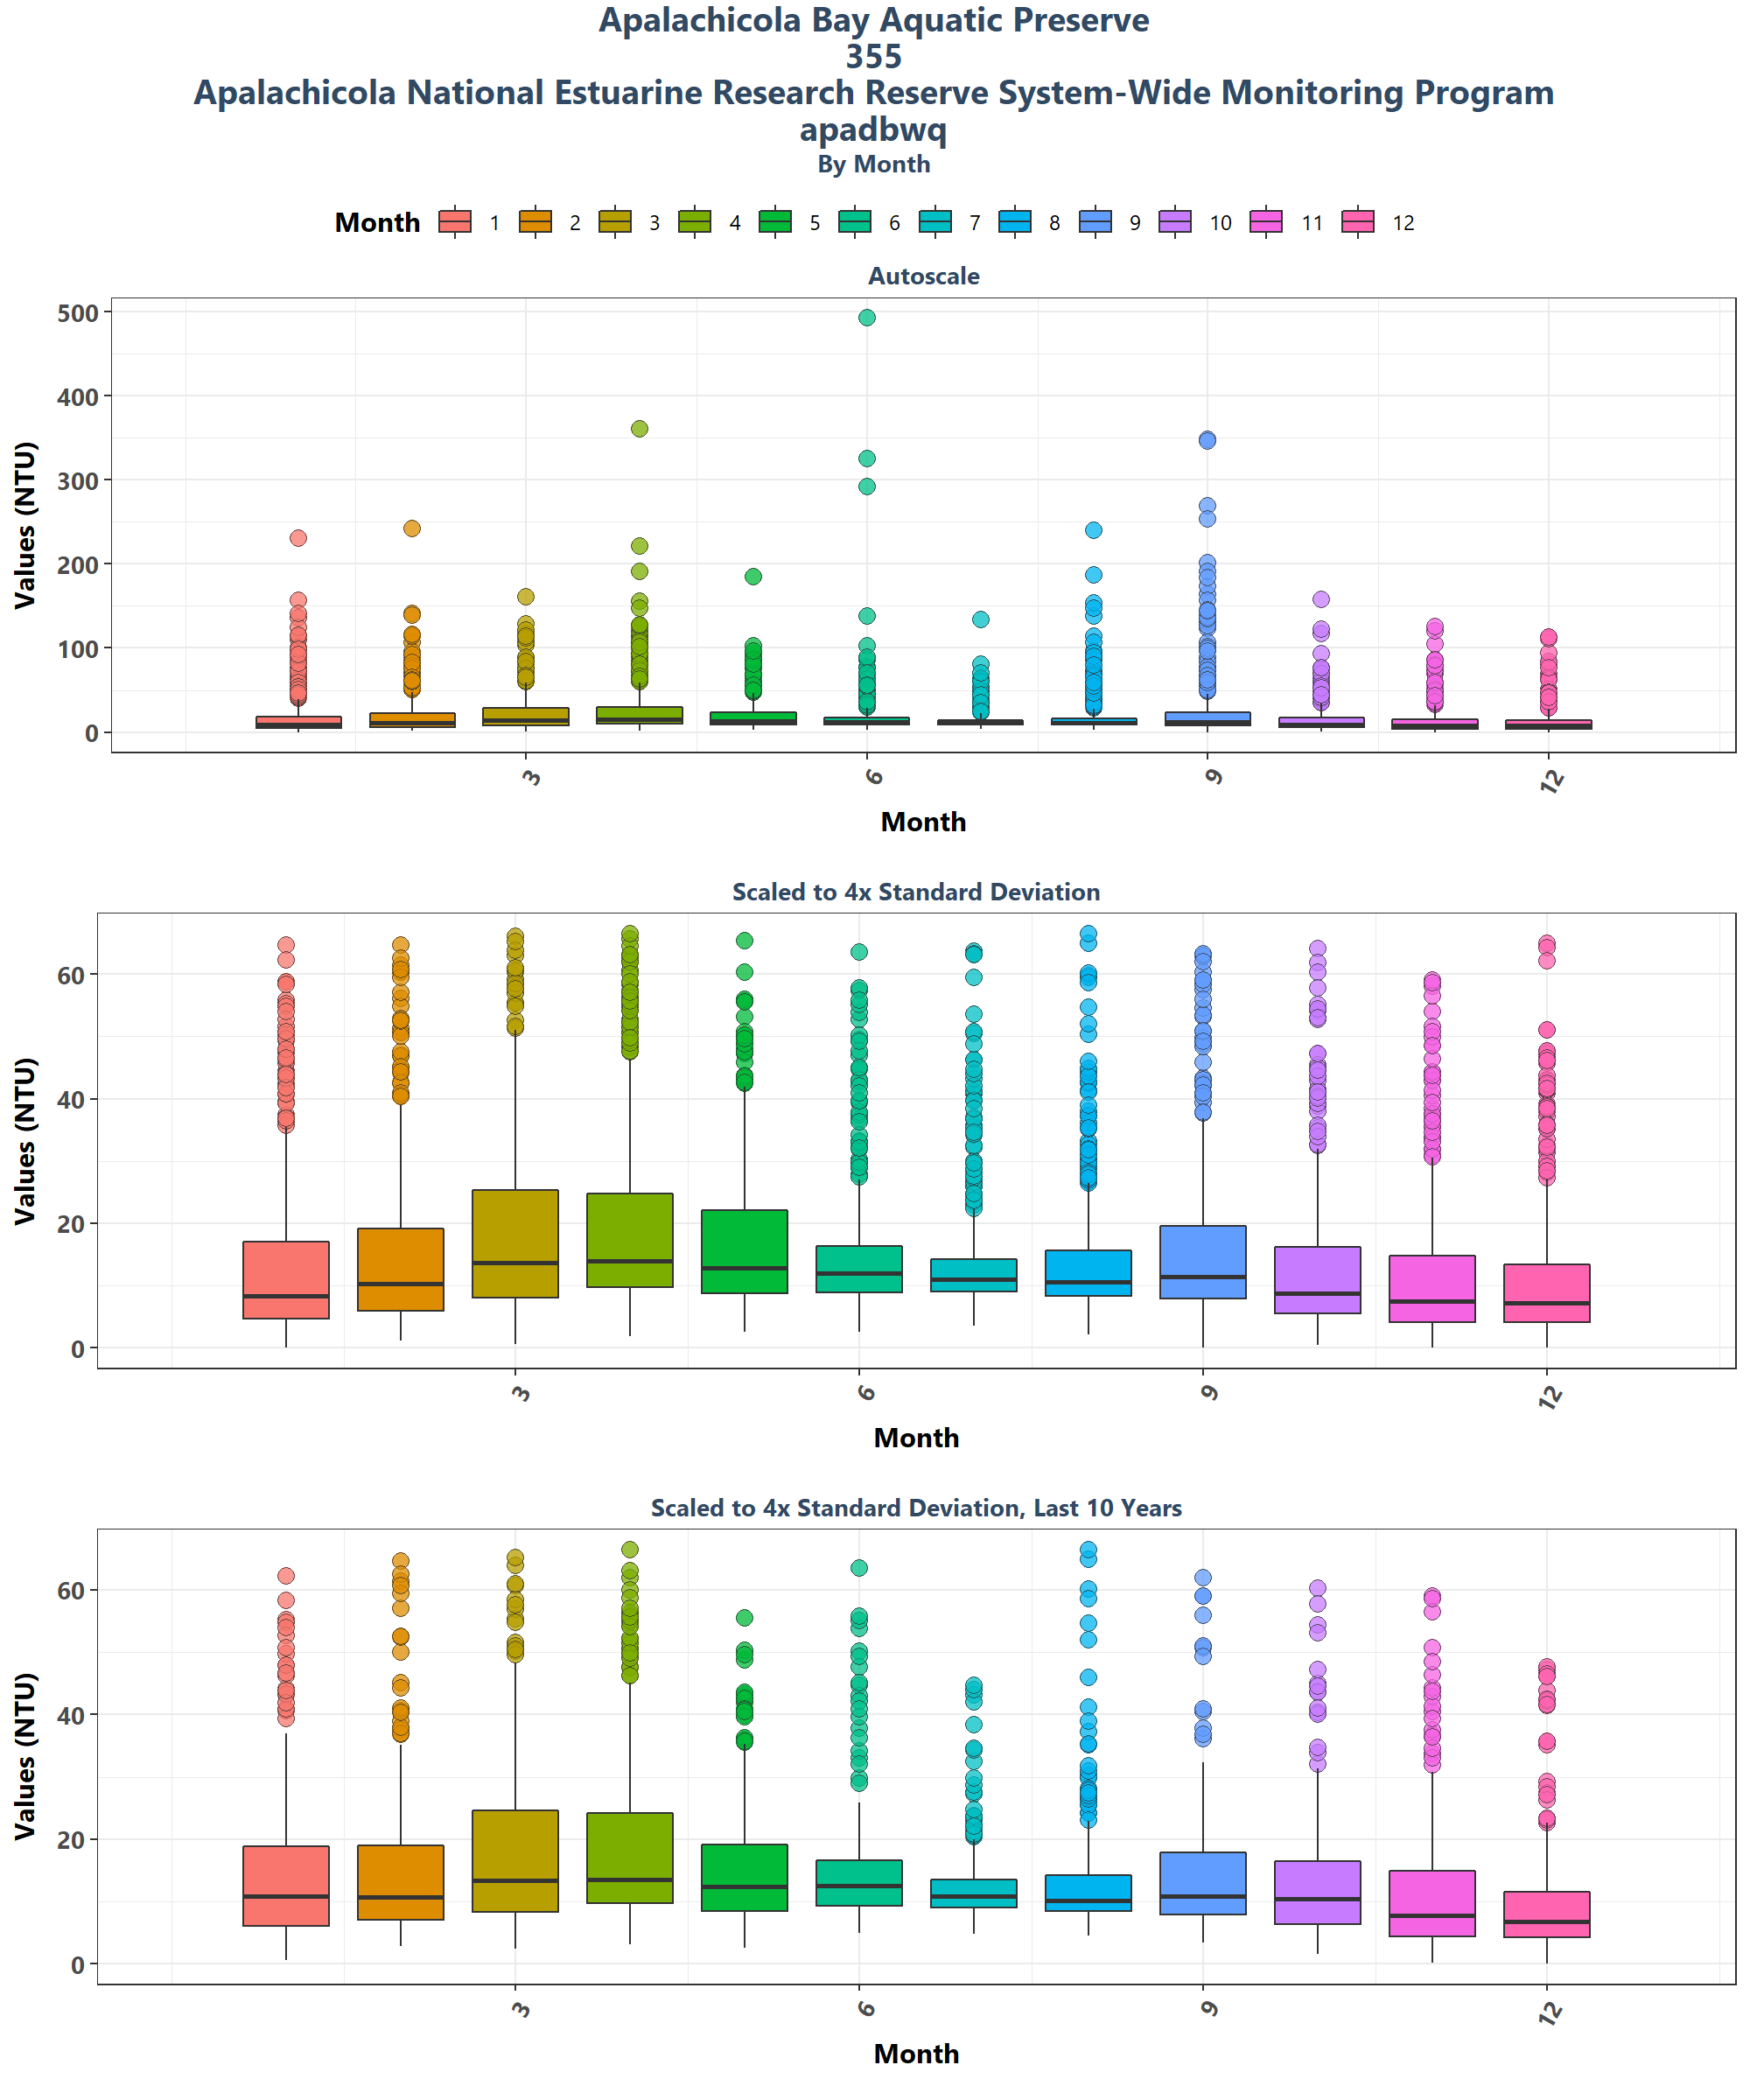 Apalachicola Bay Aquatic Preserve
355
Apalachicola National Estuarine Research Reserve System-Wide Monitoring Program
apadbwq
By Month
Month 1 2 3 4 5 6 7 8 9 10 11 12
Autoscale
500
400
300
200
100
0
Values (NTU)
3 6 9 12
Month
Scaled to 4x Standard Deviation
60
40
20
0
Values (NTU)
3 6 9 12
Month
Scaled to 4x Standard Deviation, Last 10 Years
60
40
20
0
Values (NTU)
3 6 9 12
Month